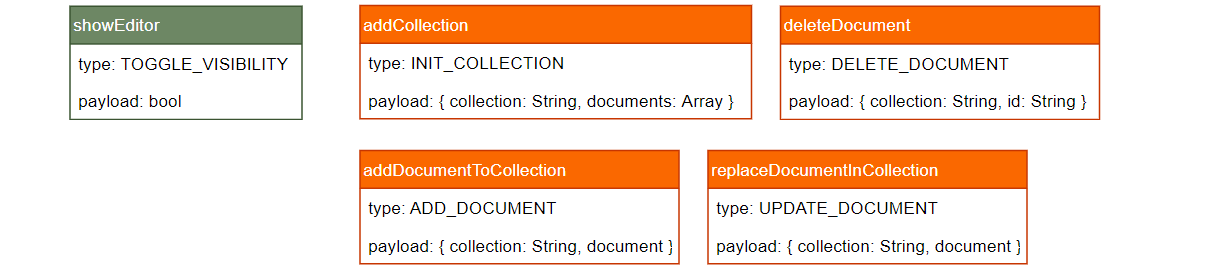 showEditor
type: TOGGLE_VISIBILITY
payload: bool
addCollection
type: INIT_COLLECTION
payload: { collection: String, documents: Array }
deleteDocument
type: DELETE_DOCUMENT
payload: { collection: String, id: String }
addDocumentToCollection
type: ADD_DOCUMENT
payload: { collection: String, document }
replaceDocumentInCollection
type: UPDATE_DOCUMENT
payload: { collection: String, document }